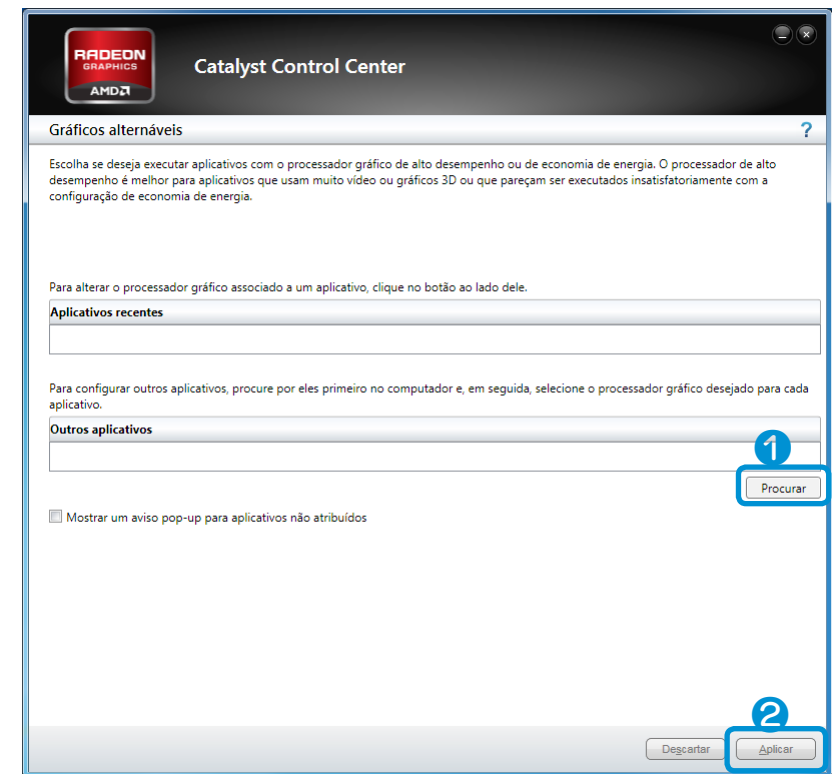 RADEON
GRAPHICS
AMD
Catalyst Control Center
Gráficos alternáveis
?
Escolha se deseja executar aplicativos com o processador gráfico de alto desempenho ou de economia de energia. O processador de alto
desempenho é melhor para aplicativos que usam muito vídeo ou gráficos 3D ou que pareçam ser executados insatisfatoriamente com a
configuração de economia de energia.
Para alterar o processador gráfico associado a um aplicativo, clique no botão ao lado dele.
Aplicativos recentes
Para configurar outros aplicativos, procure por eles primeiro no computador e, em seguida, selecione o processador gráfico desejado para cada
aplicativo.
Outros aplicativos
1
Procurar
Mostrar um aviso pop-up para aplicativos não atribuídos
2
Descartar
Aplicar